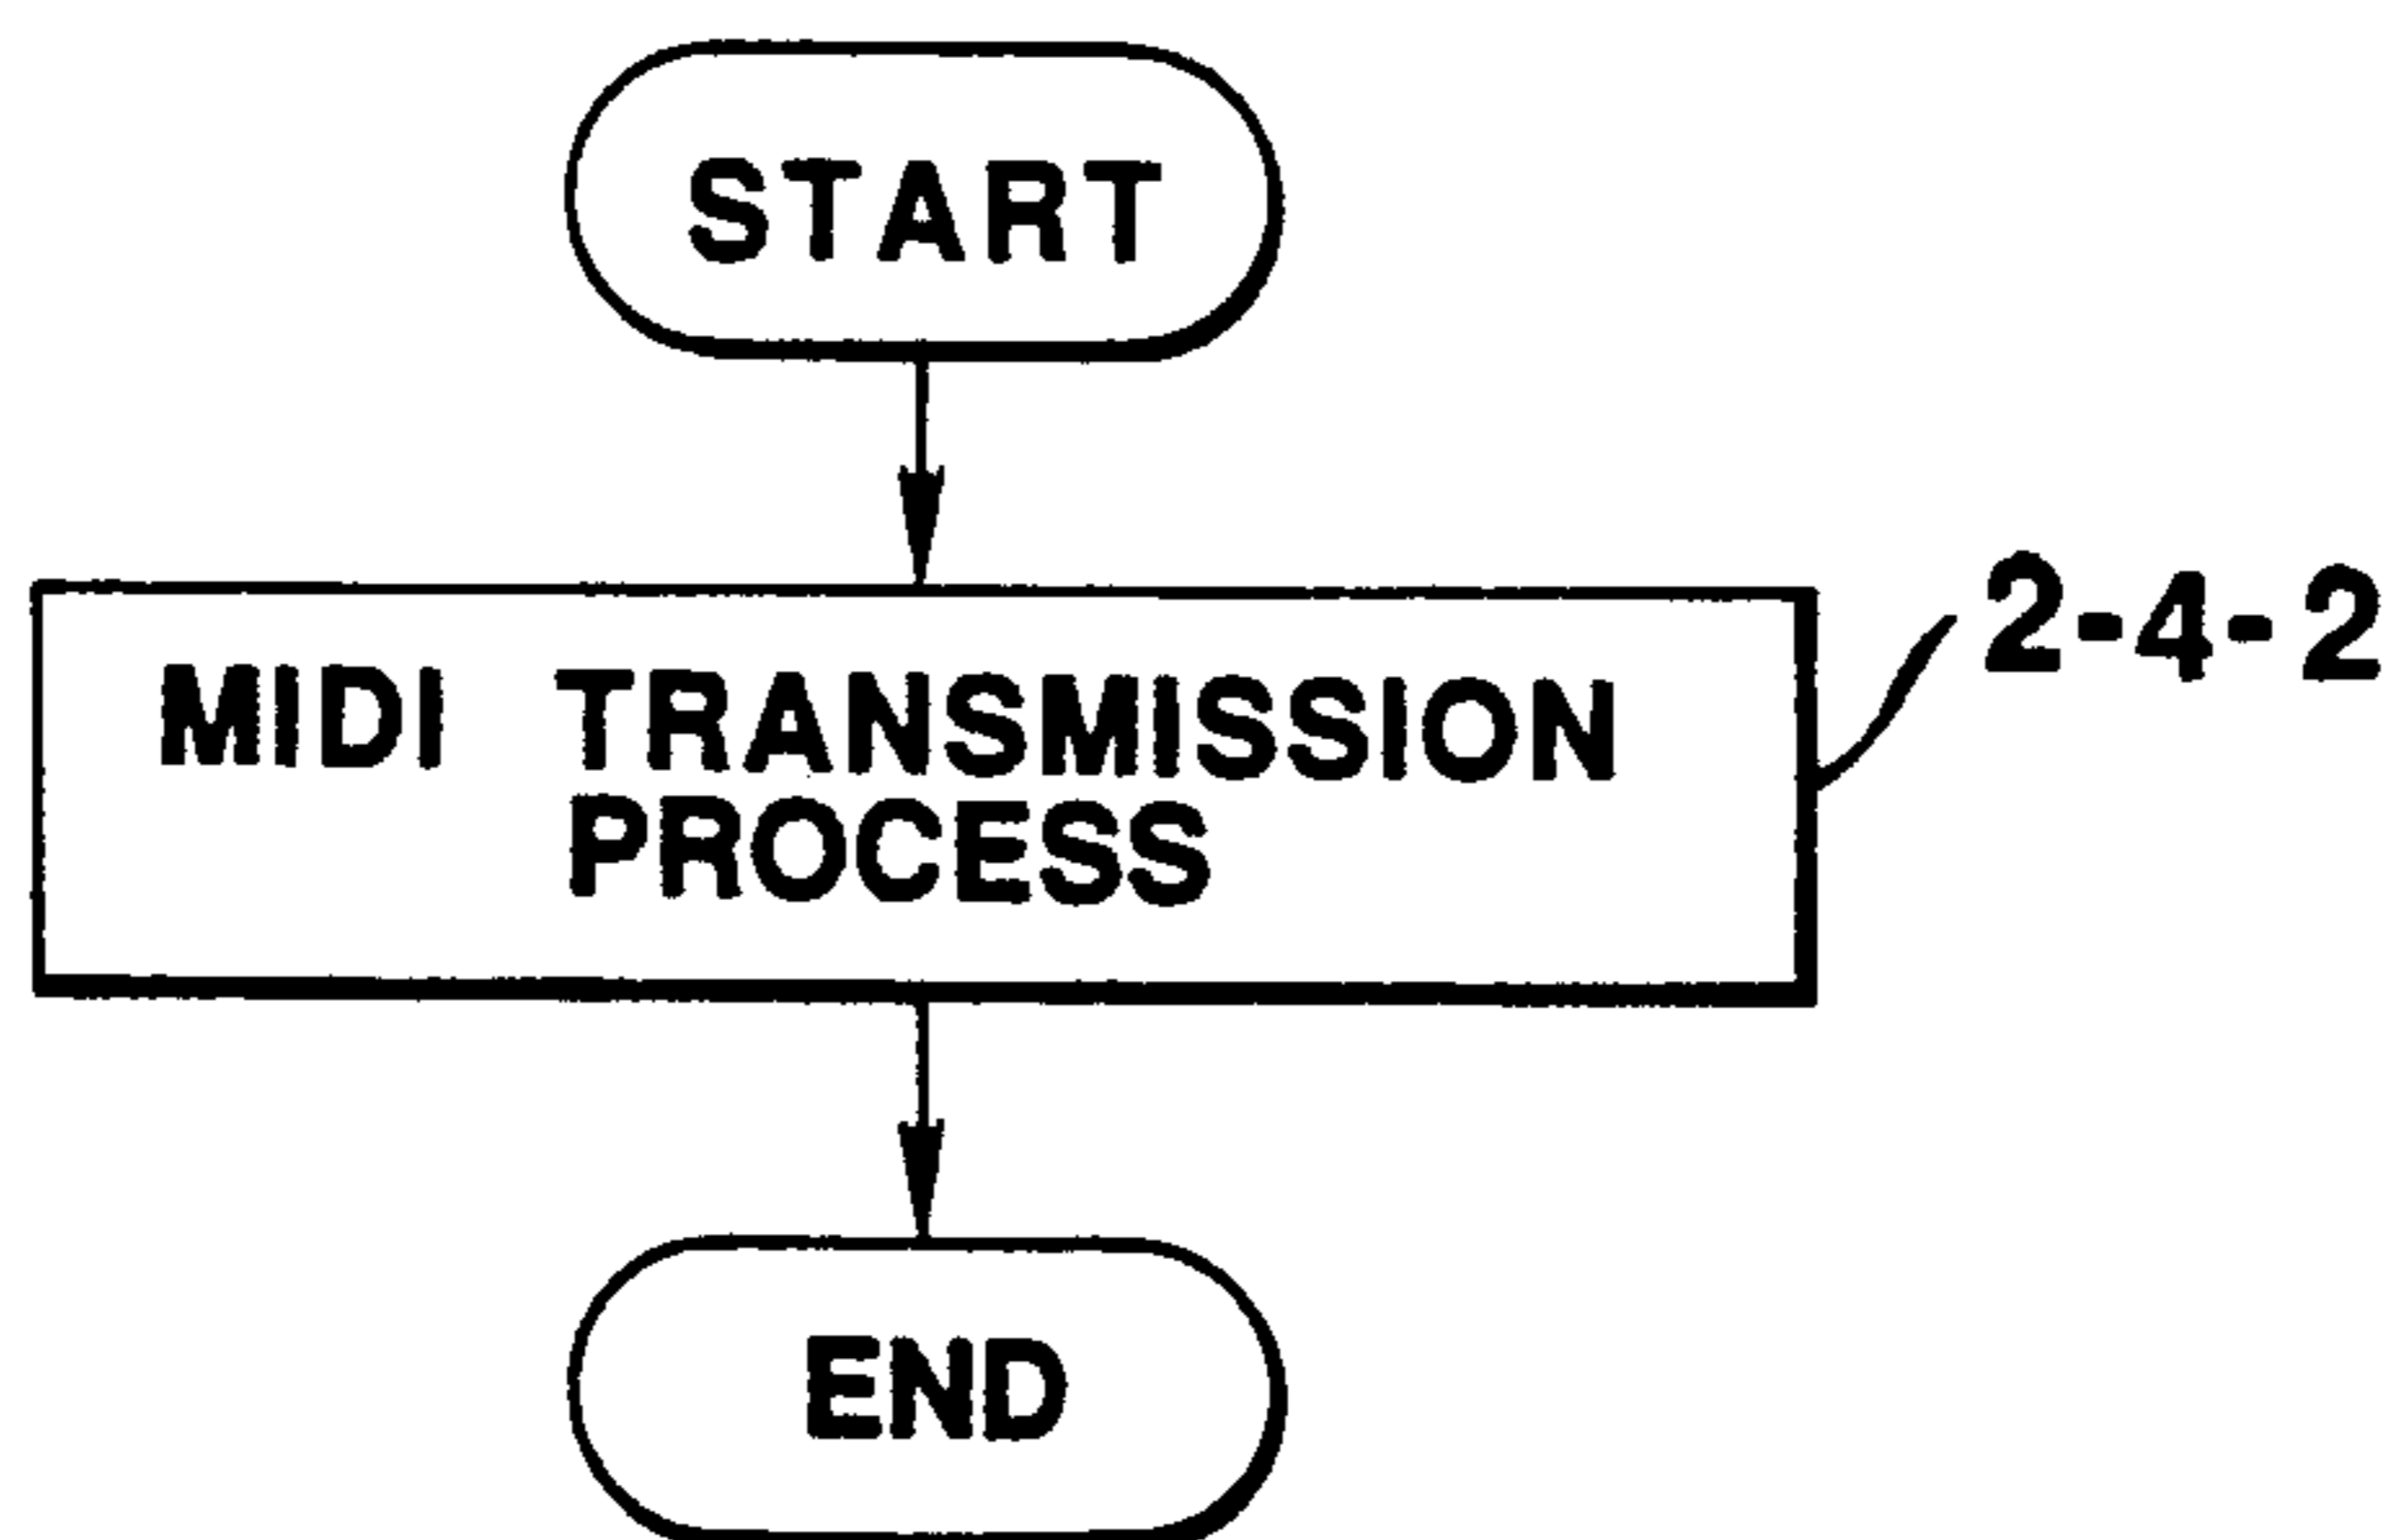 START
MIDI TRANSMISSION
PROCESS
2-4-2
END